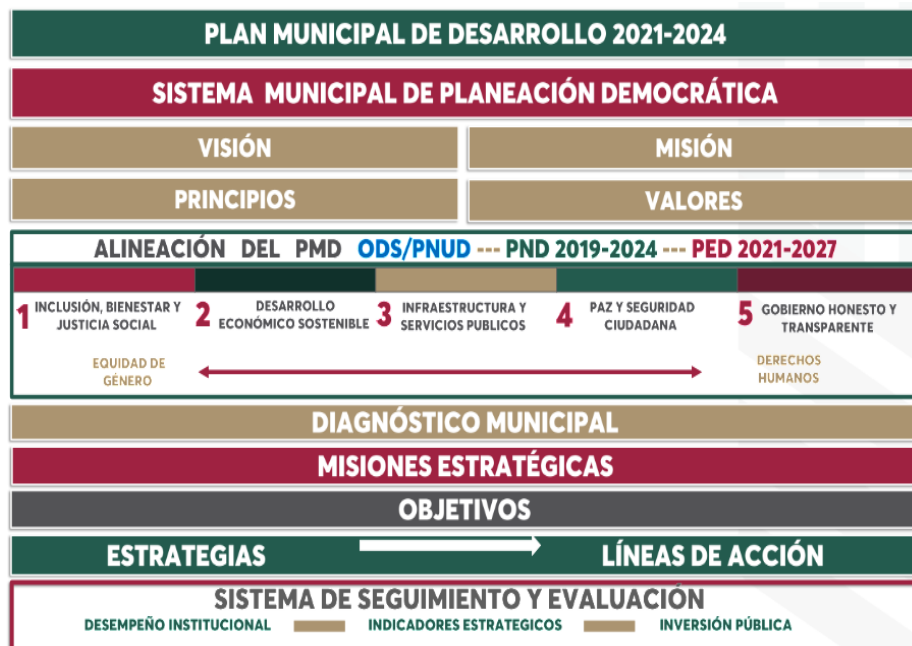 PLAN MUNICIPAL DE DESARROLLO 2021-2024
SISTEMA MUNICIPAL DE PLANEACIÓN DEMOCRÁTICA
VISIÓN
MISIÓN
PRINCIPIOS
VALORES
ALINEACIÓN DEL PMD ODS/PNUD --- PND 2019-2024 --- PED 2021-2027
1 INCLUSIÓN, BIENESTAR Y
JUSTICIA SOCIAL
2 DESARROLLO
ECONÓMICO SOSTENIBLE
3 INFRAESTRUCTURA Y
SERVICIOS PUBLICOS
4 PAZ Y SEGURIDAD
CIUDADANA
5 GOBIERNO HONESTO Y
TRANSPARENTE
EQUIDAD DE
GÉNERO
DERECHOS
HUMANOS
DIAGNÓSTICO MUNICIPAL
MISIONES ESTRATÉGICAS
OBJETIVOS
ESTRATEGIAS
LÍNEAS DE ACCIÓN
SISTEMA DE SEGUIMIENTO Y EVALUACIÓN
DESEMPEÑO INSTITUCIONAL
INDICADORES ESTRATEGICOS
INVERSIÓN PÚBLICA